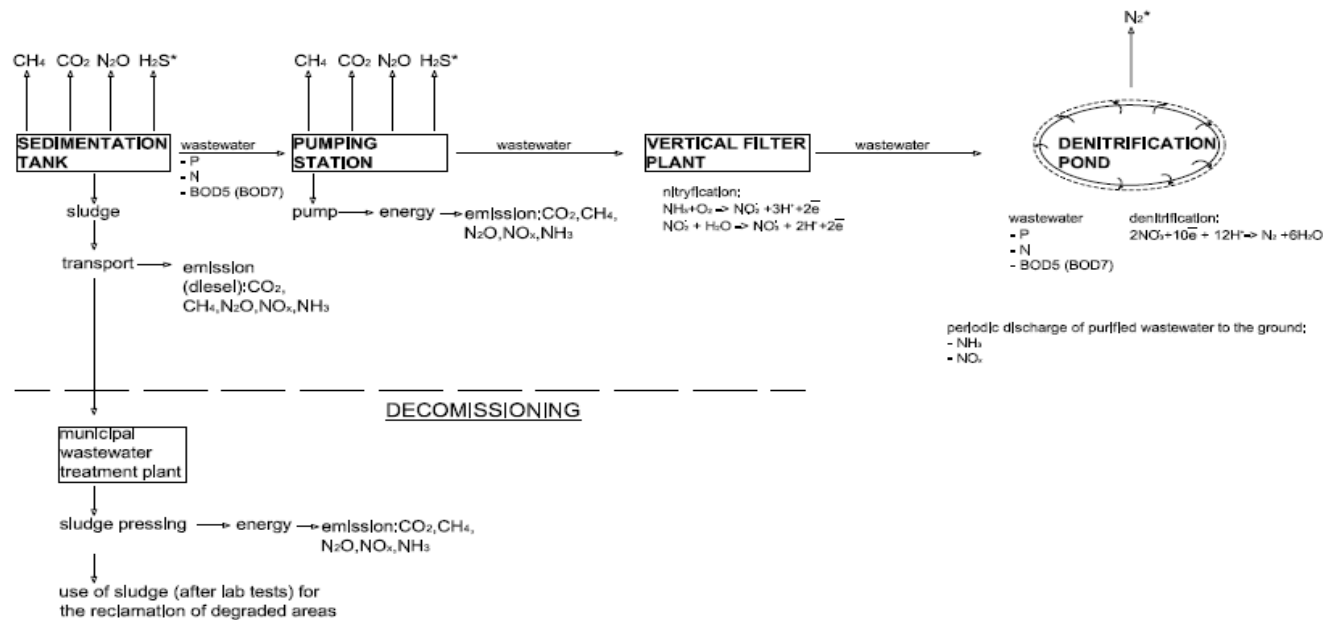 N₂*
CH₄ CO₂ N₂O H₂S*
CH₄ CO₂ N₂O H₂S*
SEDIMENTATION
TANK
wastewater
- P
- N
- BOD5 (BOD7)
PUMPING
STATION
wastewater
VERTICAL FILTER
PLANT
wastewater
DENITRIFICATION
POND
sludge
pump
energy
emission:CO₂,CH₄,
N₂O,NOₓ,NH₃
nitryfication:
NHₓ+O₂-> NO₂⁻ +3H⁺+2e̅
NO₂⁻ + H₂O-> NO₃⁻ + 2H⁺+2e̅
wastewater
- P
- N
- BOD5 (BOD7)
denitrification:
2NO₃⁻+10e̅ + 12H⁺-> N₂ +6H₂O
transport
emission
(diesel):CO₂,
CH₄,N₂O,NOₓ,NH₃
periodic discharge of purified wastewater to the ground:
- NH₃
- NOₓ
DECOMISSIONING
municipal
wastewater
treatment plant
sludge pressing
energy
emission:CO₂,CH₄,
N₂O,NOₓ,NH₃
use of sludge (after lab tests) for
the reclamation of degraded areas